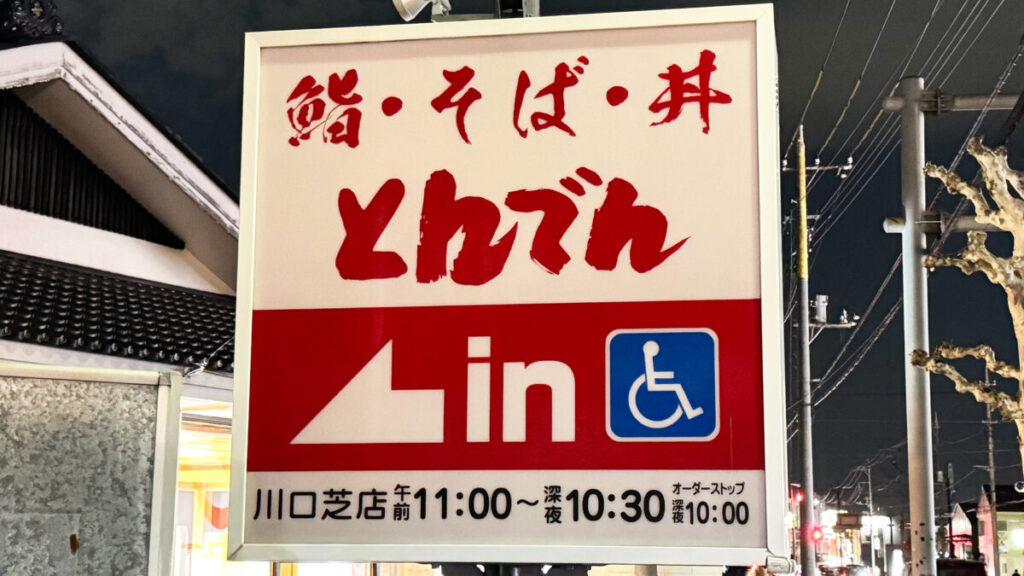 鮨・そば・丼
とんでん
in
川口芝店 午前11:00～深夜10:30 オーダーストップ深夜10:00